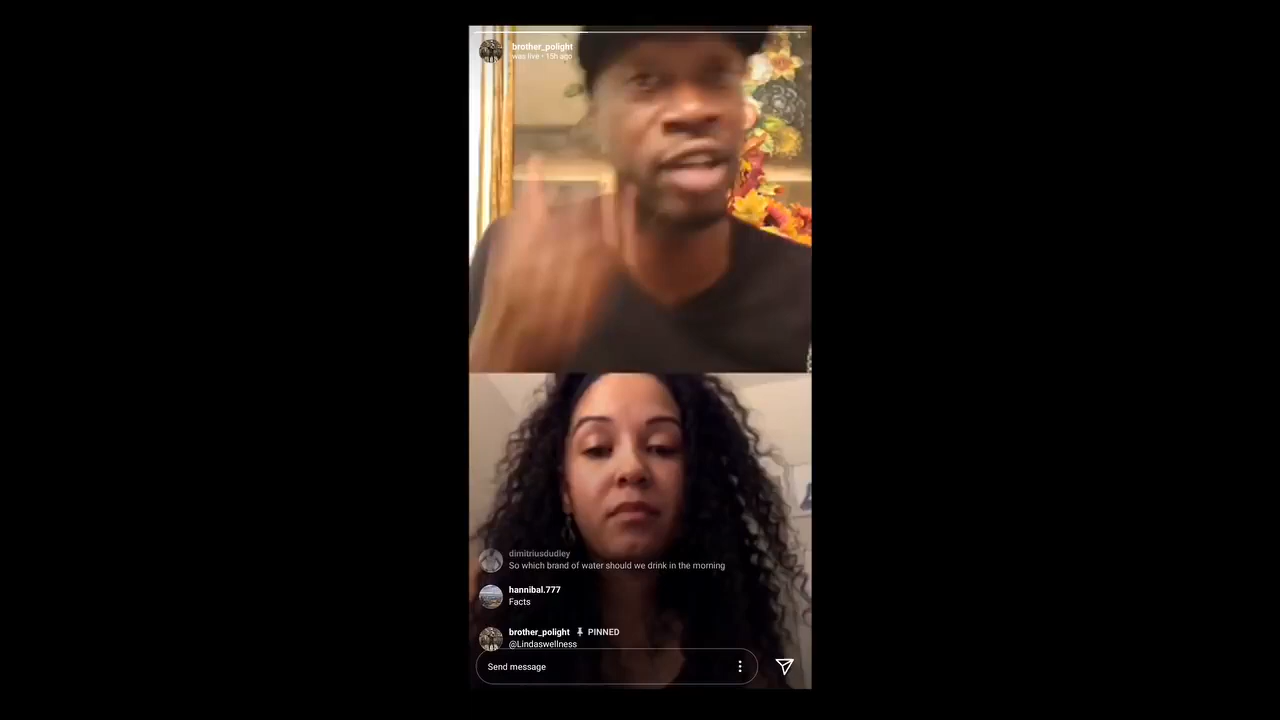 brother_polight
was live • 15h ago
dimitriusdudley
So which brand of water should we drink in the morning
hannibal.777
Facts
brother_polight PINNED
@Lindaswellness
Send message